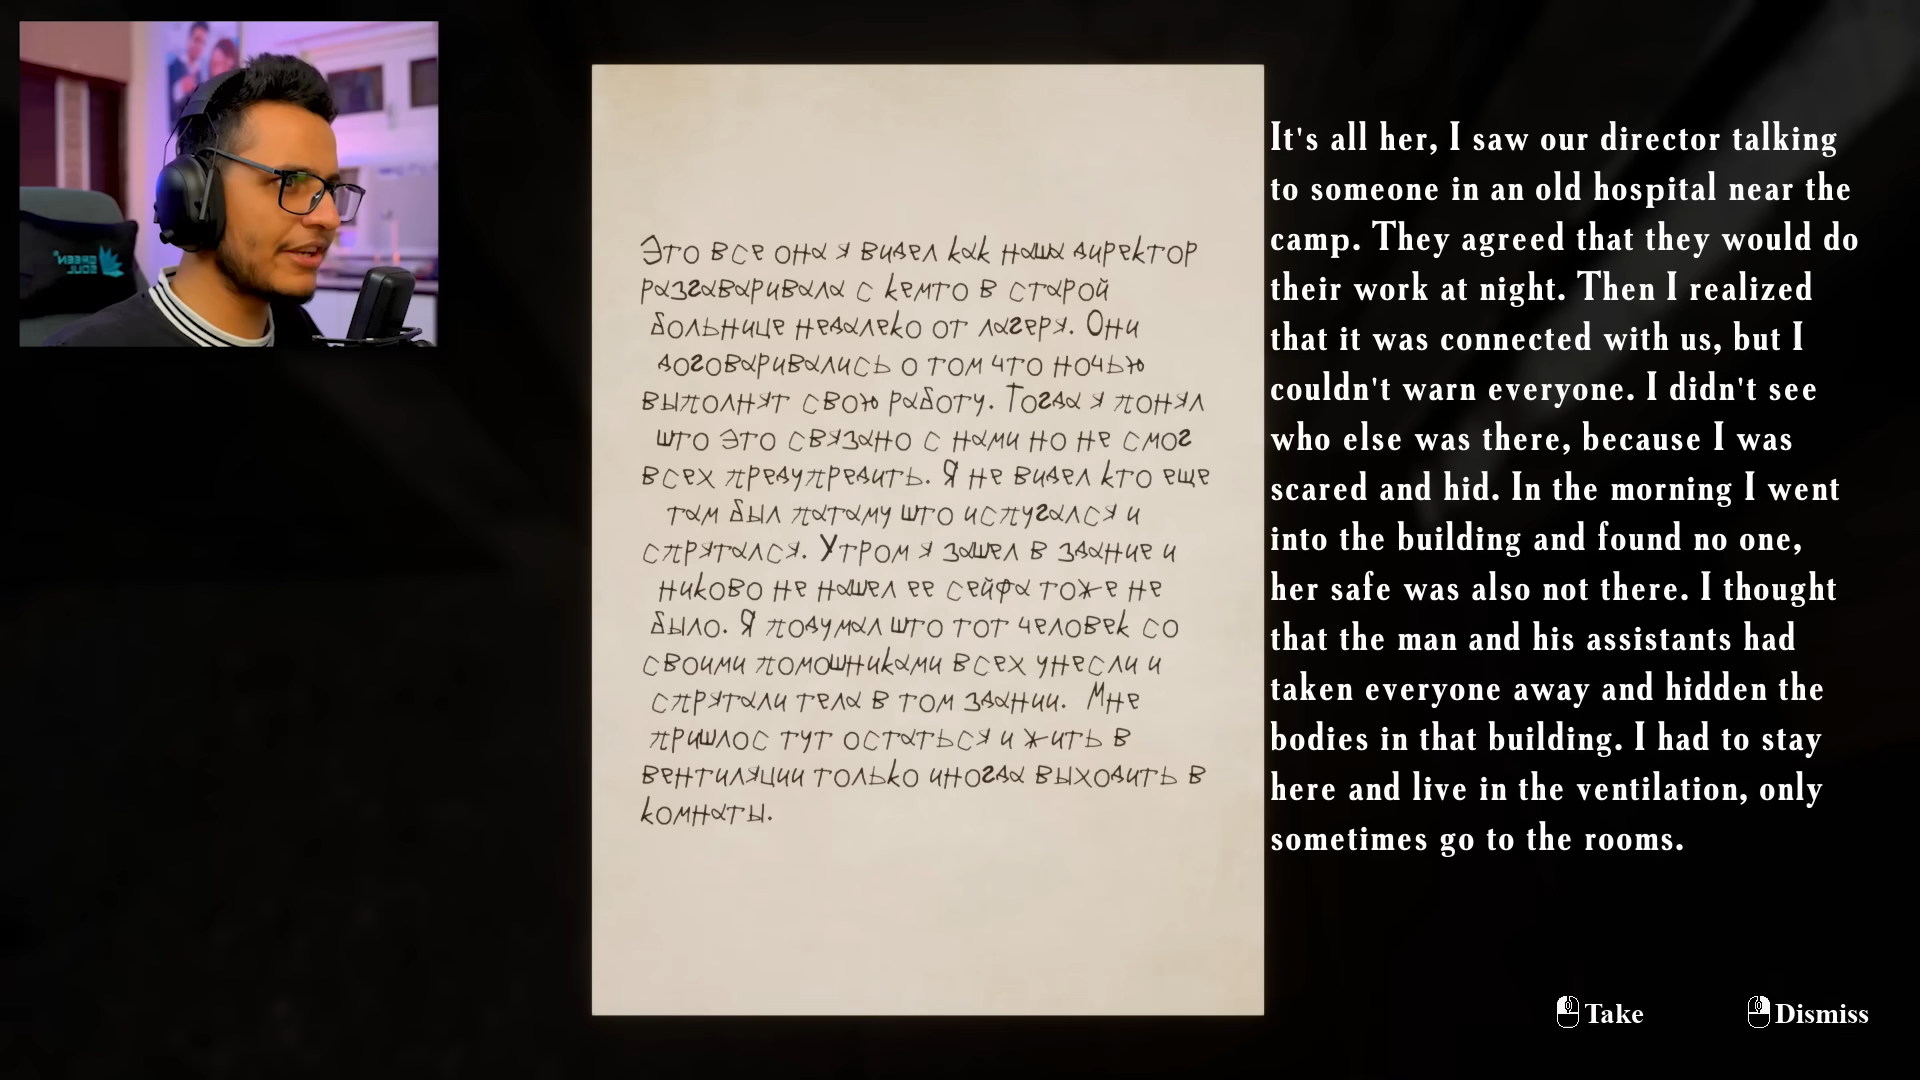 Это все она я видел как наша директор
разгаваривала с кемто в старой
больнице недалеко от лагеря. Они
договаривались о том что ночью
выполнят свою работу. Тогда я понял
што это связано с нами но не смог
всех предупредить. Я не видел кто еще
там был патаму што испугался и
спрятался. Утром я зашел в здание и
никово не нашел ее сейфа тоже не
было. Я подумал што тот человек со
своими помошниками всех унесли и
спрятали тела в том здании. Мне
пришлос тут остаться и жить в
вентиляции только иногда выходить в
комнаты.
It's all her, I saw our director talking
to someone in an old hospital near the
camp. They agreed that they would do
their work at night. Then I realized
that it was connected with us, but I
couldn't warn everyone. I didn't see
who else was there, because I was
scared and hid. In the morning I went
into the building and found no one,
her safe was also not there. I thought
that the man and his assistants had
taken everyone away and hidden the
bodies in that building. I had to stay
here and live in the ventilation, only
sometimes go to the rooms.
Take
Dismiss
GREEN
SOUL